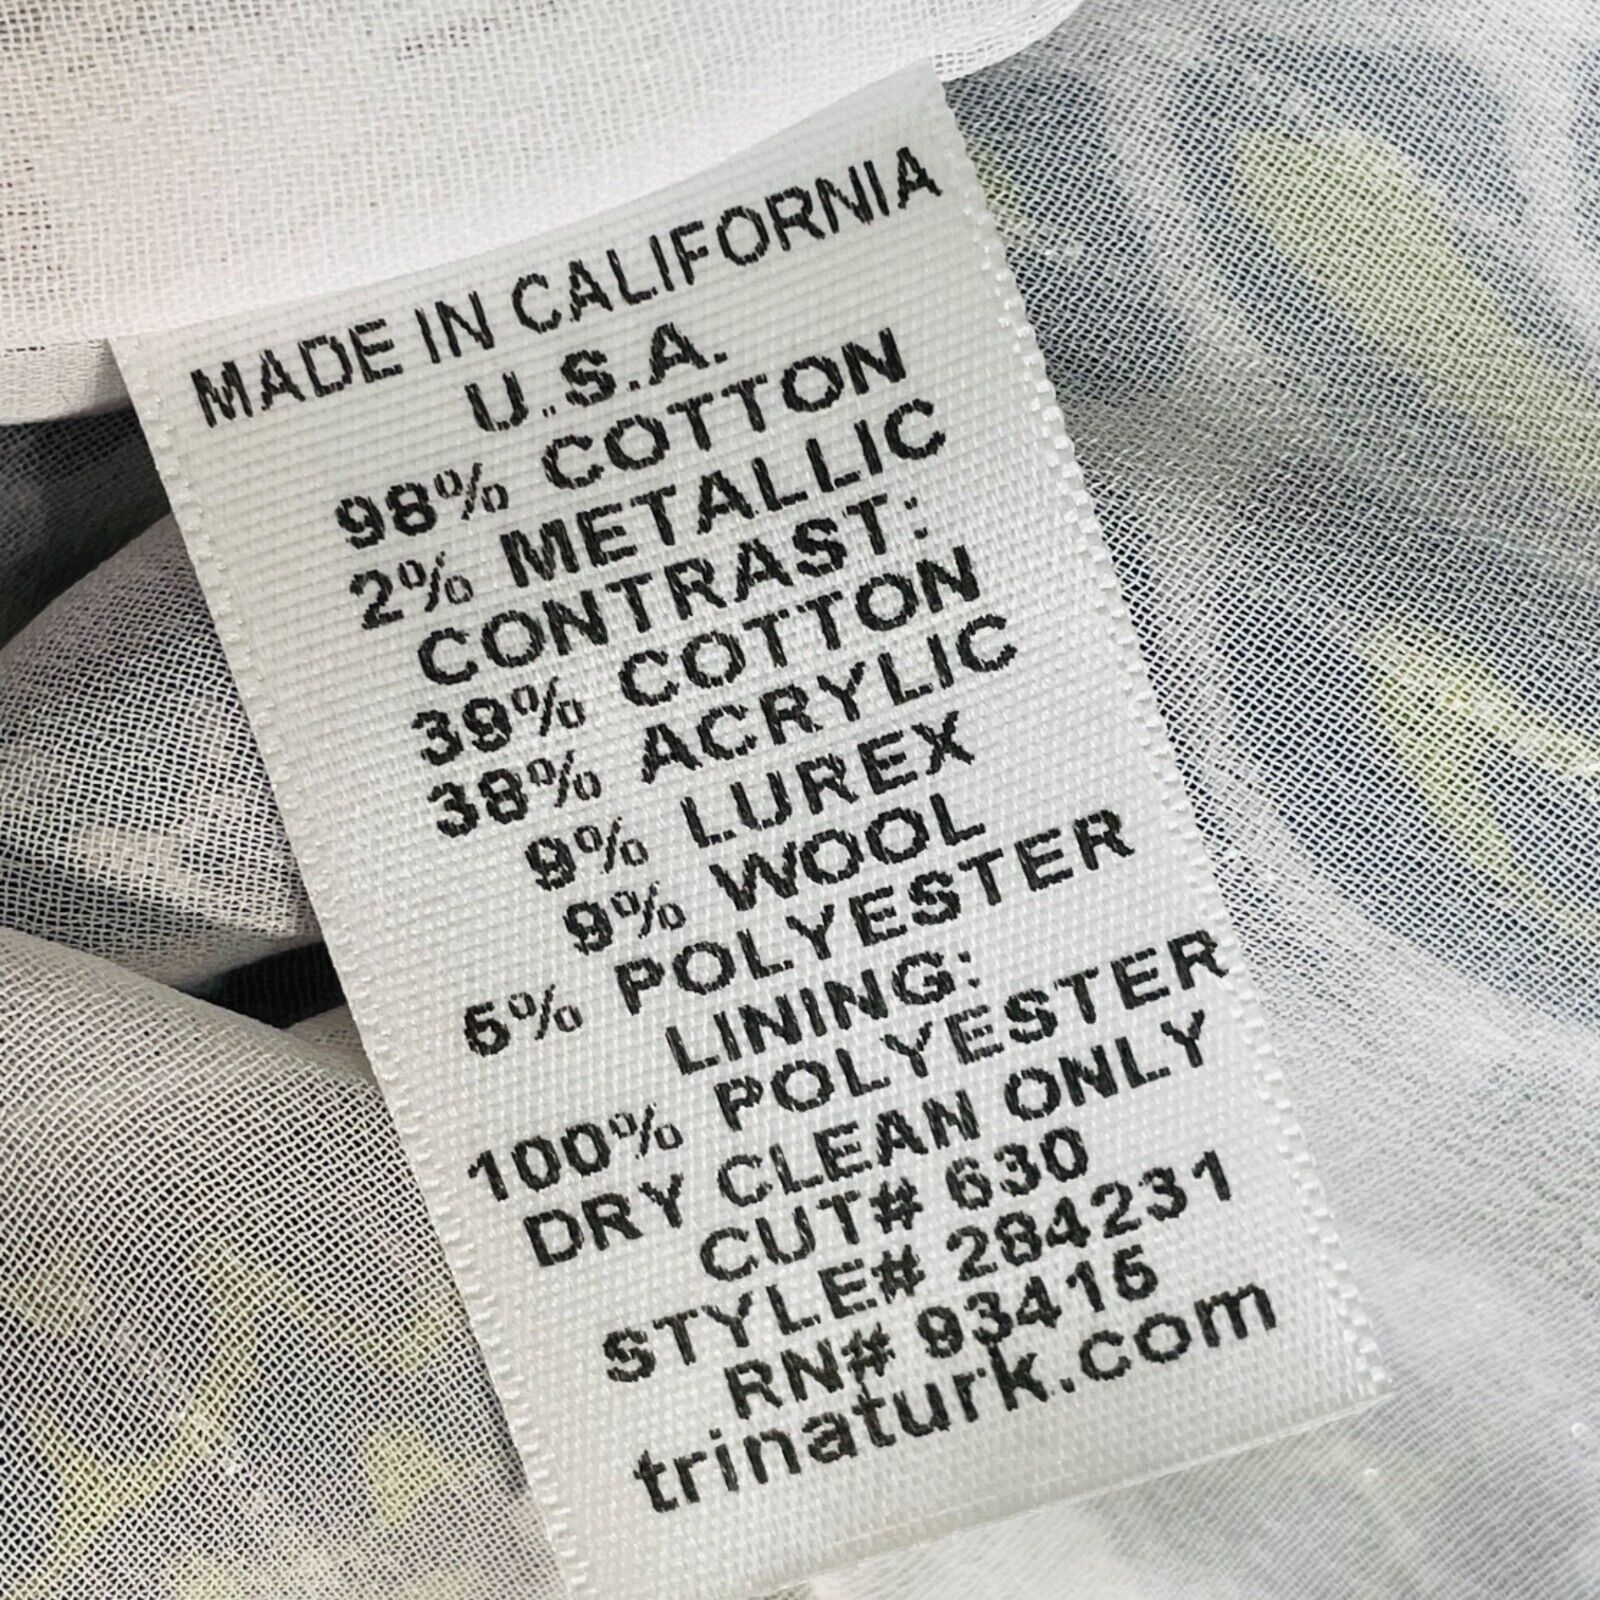 MADE IN CALIFORNIA
U.S.A.
98% COTTON
2% METALLIC
CONTRAST:
39% COTTON
38% ACRYLIC
9% LUREX
9% WOOL
5% POLYESTER
LINING:
100% POLYESTER
DRY CLEAN ONLY
CUT# 630
STYLE# 284231
RN# 93415
trinaturk.com